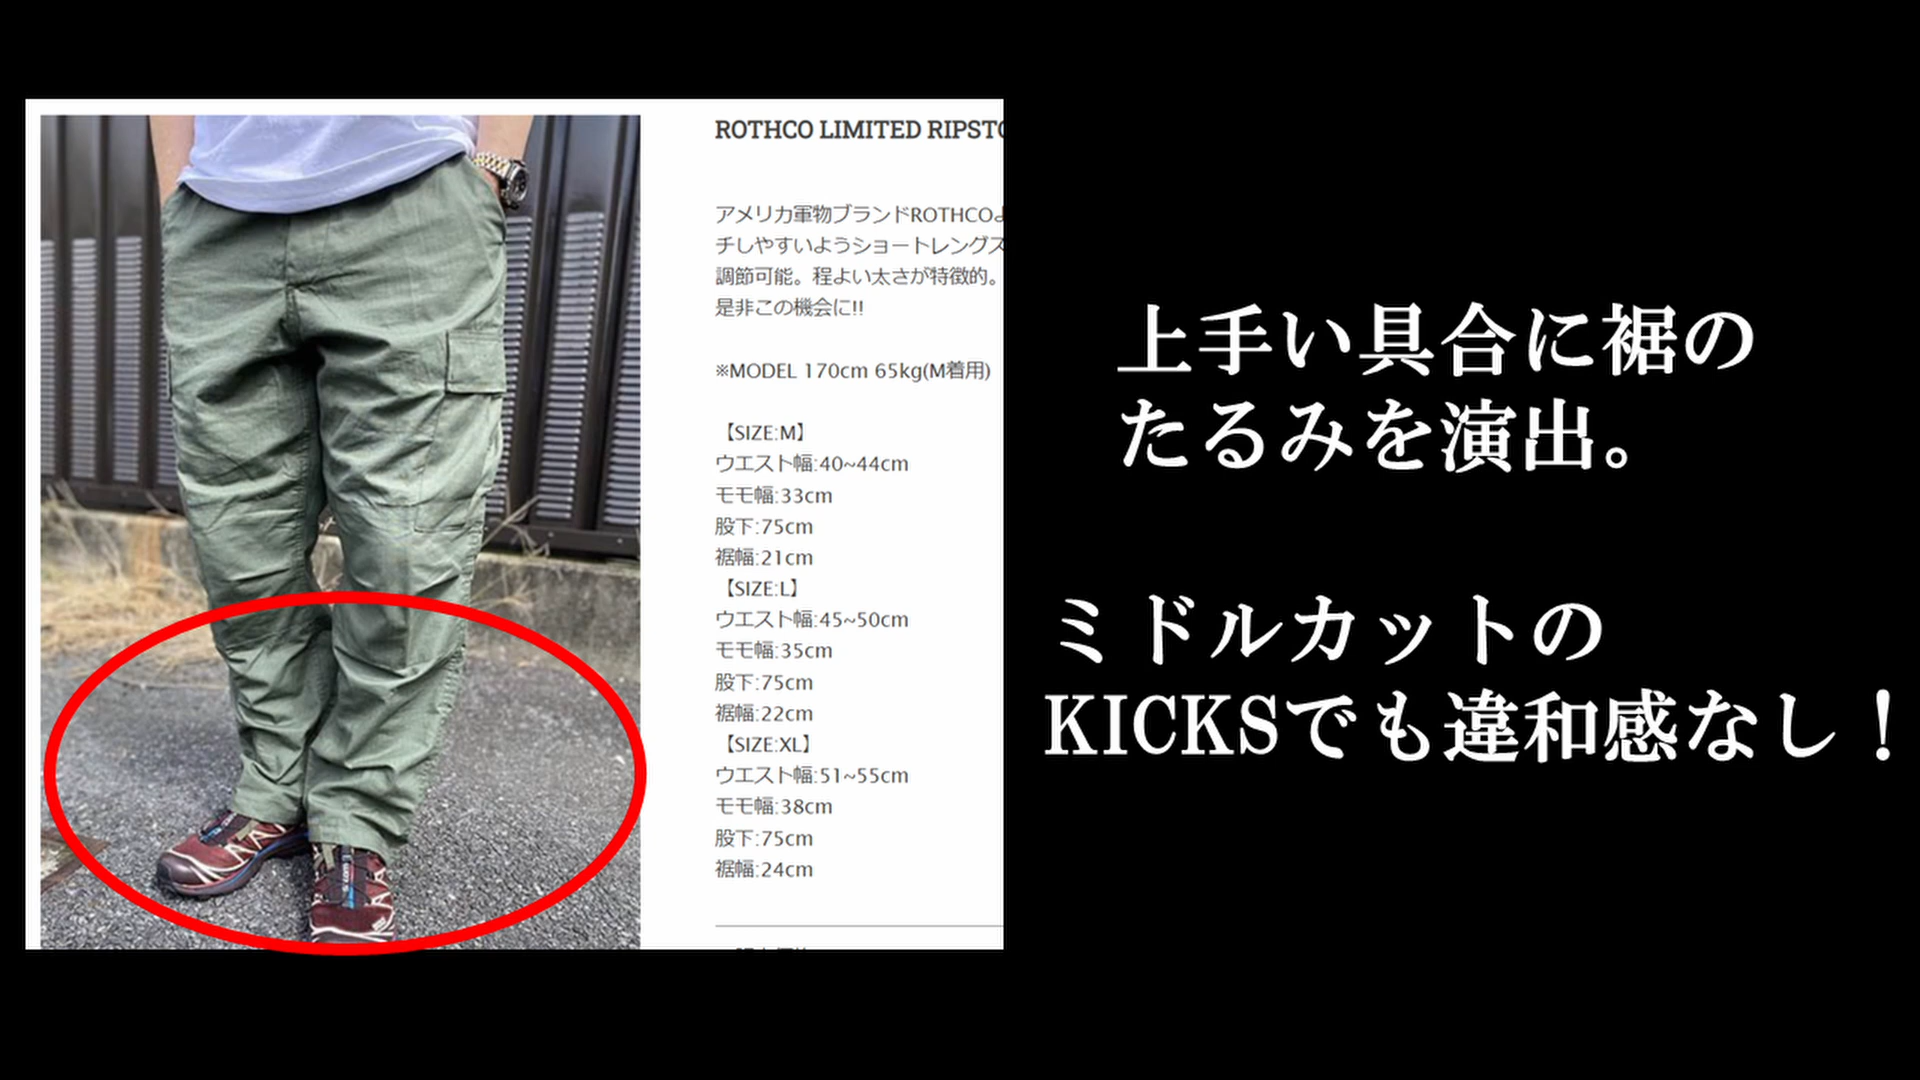 ROTHCO LIMITED RIPST
アメリカ軍物ブランドROTHCOよ
チしやすいようショートレングス
調節可能。程よい太さが特徴的。
是非この機会に!!
※MODEL 170cm 65kg(M着用)
【SIZE:M】
ウエスト幅:40~44cm
モモ幅:33cm
股下:75cm
裾幅:21cm
【SIZE:L】
ウエスト幅:45~50cm
モモ幅:35cm
股下:75cm
裾幅:22cm
【SIZE:XL】
ウエスト幅:51~55cm
モモ幅:38cm
股下:75cm
裾幅:24cm
上手い具合に裾の
たるみを演出。
ミドルカットの
KICKSでも違和感なし！